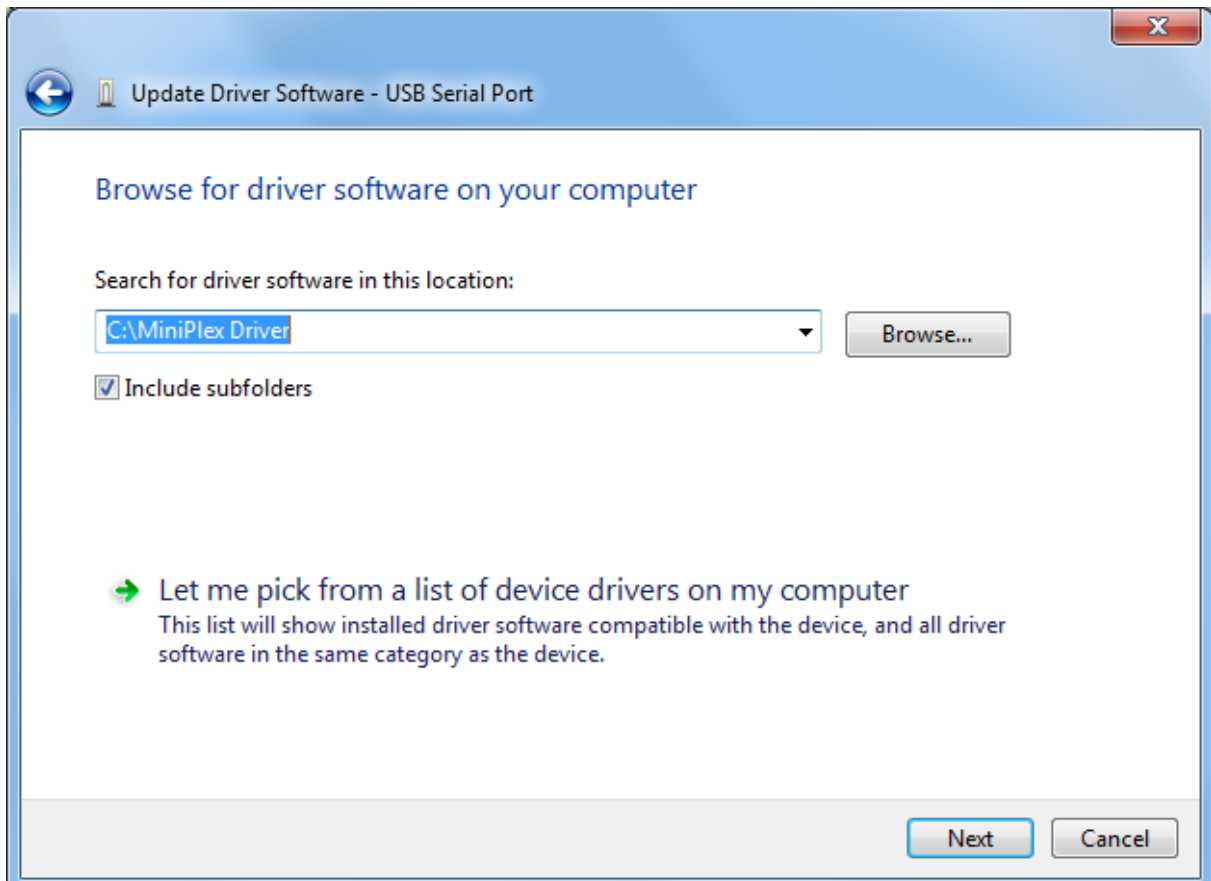 Update Driver Software - USB Serial Port
Browse for driver software on your computer
Search for driver software in this location:
C:\MiniPlex Driver
Browse...
Include subfolders
Let me pick from a list of device drivers on my computer
This list will show installed driver software compatible with the device, and all driver
software in the same category as the device.
Next
Cancel